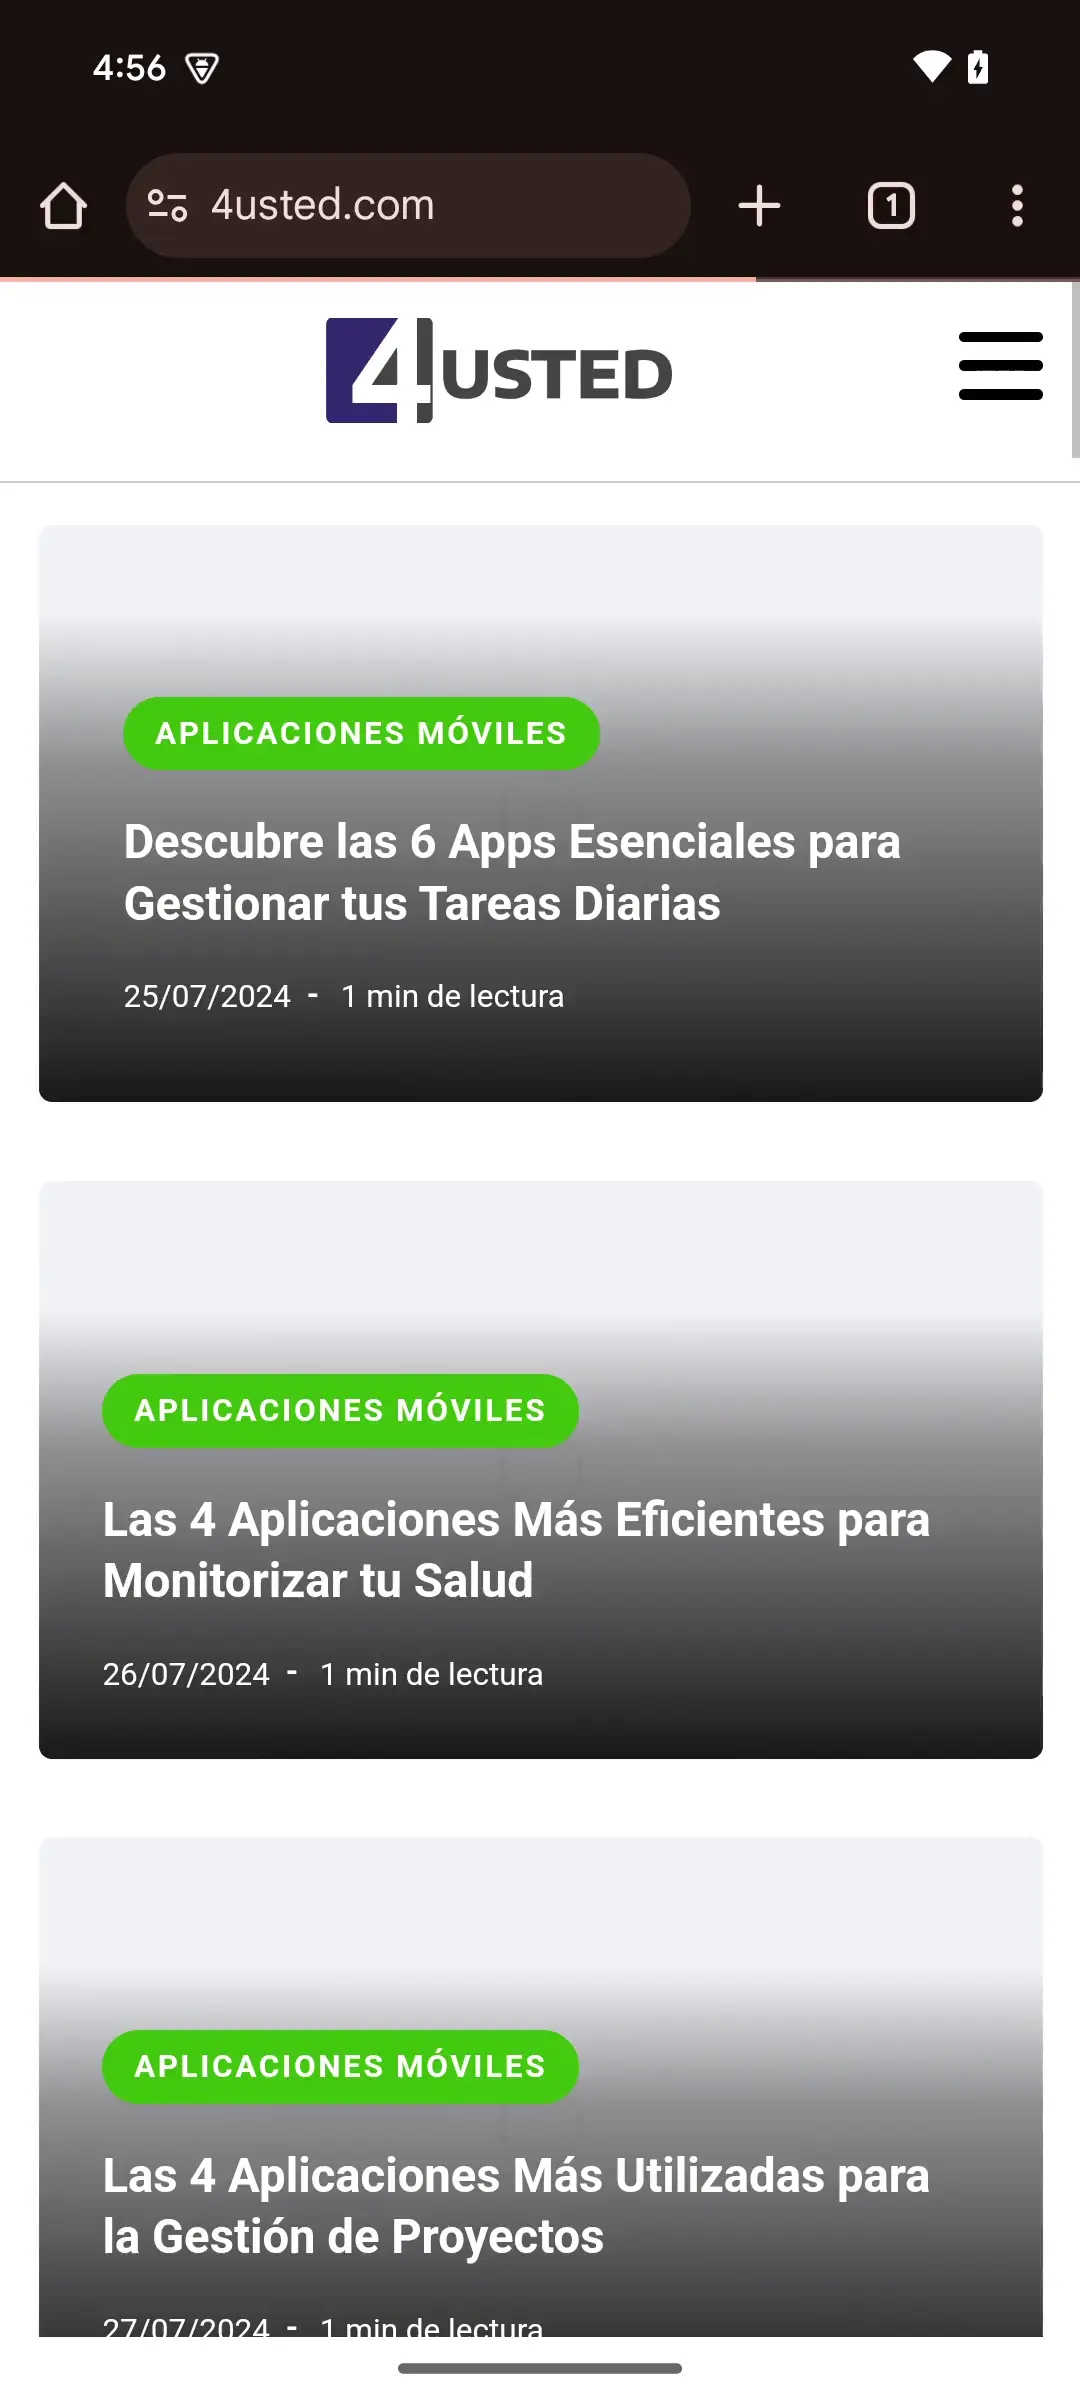 4:56
4usted.com
1
4USTED
APLICACIONES MÓVILES
Descubre las 6 Apps Esenciales para
Gestionar tus Tareas Diarias
25/07/2024 - 1 min de lectura
APLICACIONES MÓVILES
Las 4 Aplicaciones Más Eficientes para
Monitorizar tu Salud
26/07/2024 - 1 min de lectura
APLICACIONES MÓVILES
Las 4 Aplicaciones Más Utilizadas para
la Gestión de Proyectos
27/07/2024 - 1 min de lectura